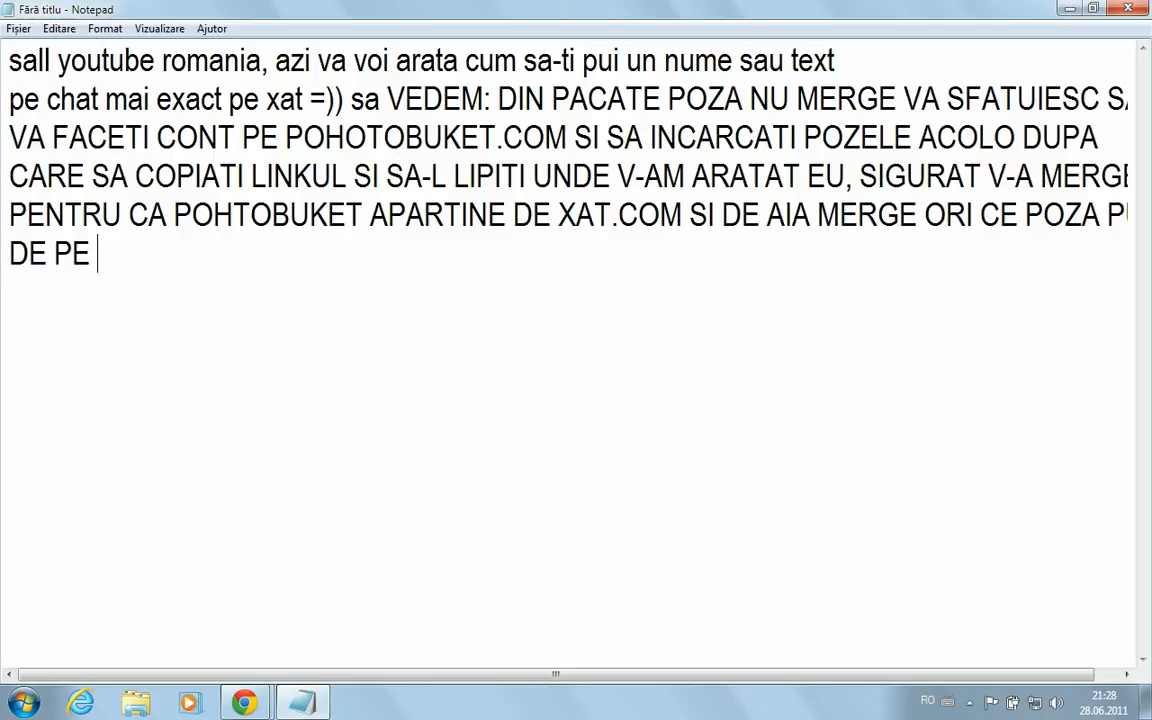 Fără titlu - Notepad
Fișier Editare Format Vizualizare Ajutor
sall youtube romania, azi va voi arata cum sa-ti pui un nume sau text
pe chat mai exact pe xat =)) sa VEDEM: DIN PACATE POZA NU MERGE VA SFATUIESC
VA FACETI CONT PE POHOTOBUKET.COM SI SA INCARCATI POZELE ACOLO DUPA
CARE SA COPIATI LINKUL SI SA-L LIPITI UNDE V-AM ARATAT EU, SIGURAT V-A MERGE
PENTRU CA POHTOBUKET APARTINE DE XAT.COM SI DE AIA MERGE ORI CE POZA
DE PE
RO
21:28
28.06.2011